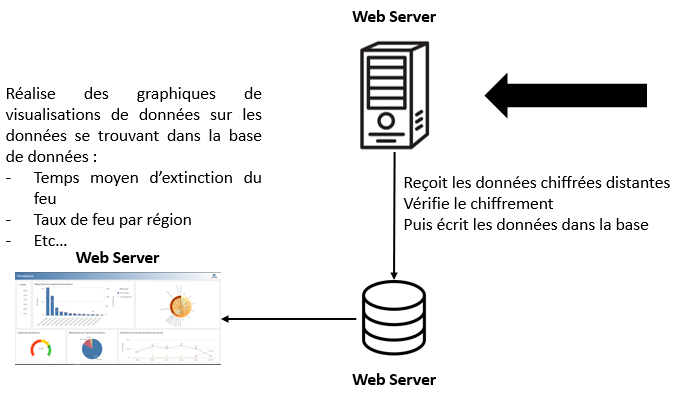 Web Server
Réalise des graphiques de
visualisations de données sur les
données se trouvant dans la base
de données :
- Temps moyen d’extinction du
feu
- Taux de feu par région
- Etc…
Reçoit les données chiffrées distantes
Vérifie le chiffrement
Puis écrit les données dans la base
Web Server
Web Server